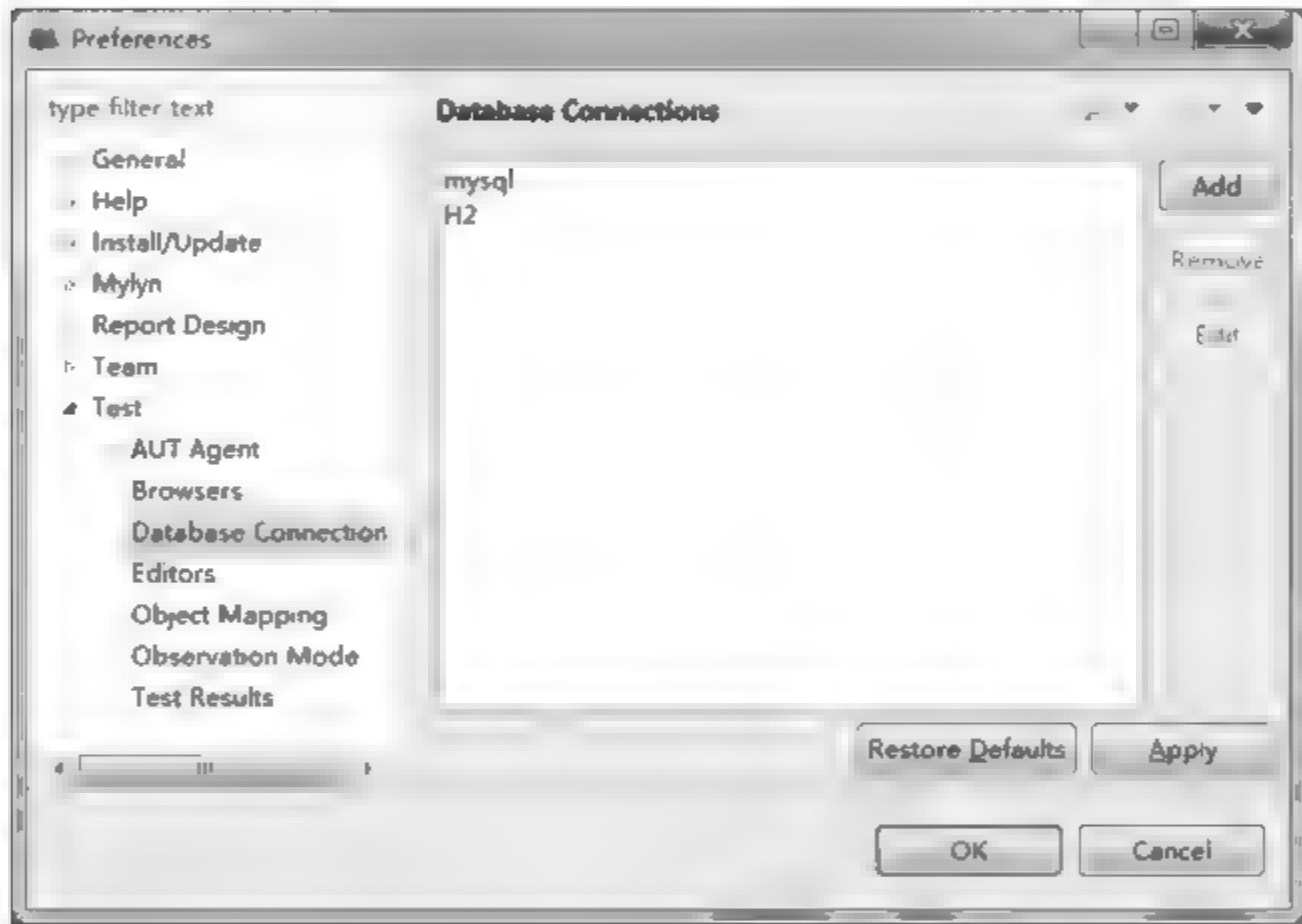 Preferences
type filter text
General
Help
Install/Update
Mylyn
Report Design
Team
Test
AUT Agent
Browsers
Database Connection
Editors
Object Mapping
Observation Mode
Test Results
Database Connections
mysql
H2
Add
Remove
Restore Defaults
Apply
OK
Cancel